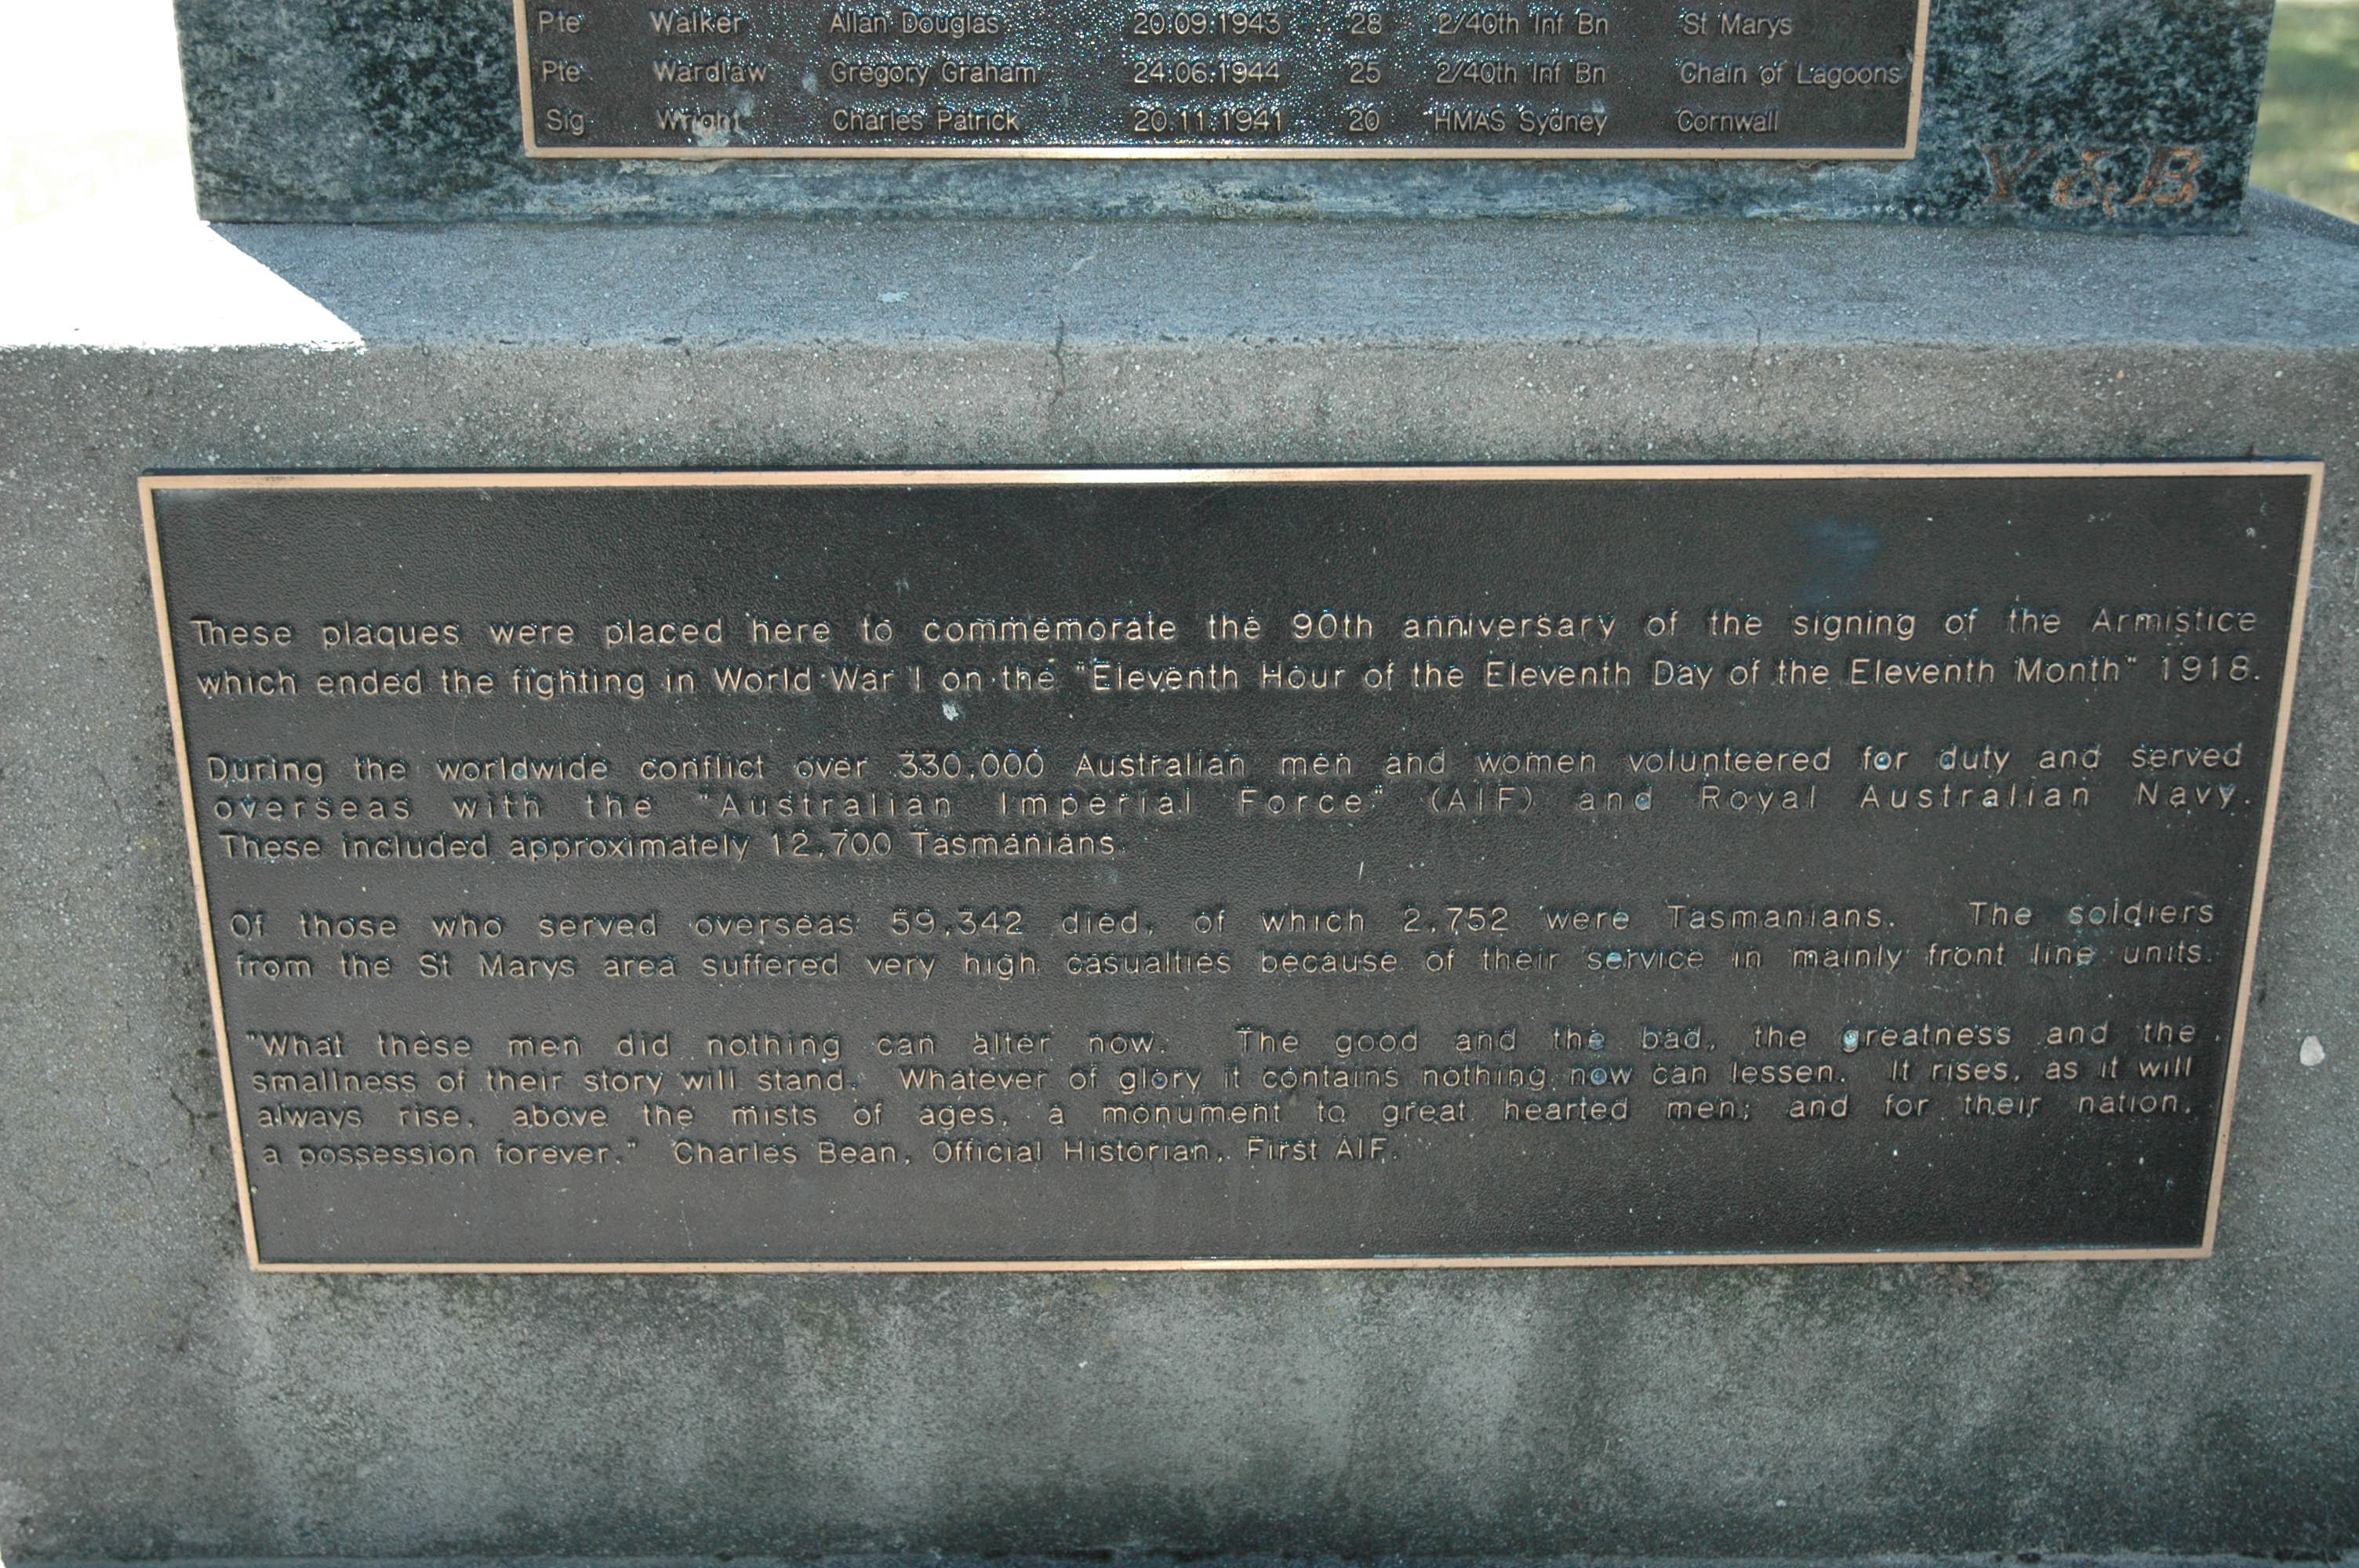 Pte Walker Allan Douglas 20.09.1943 28 2/40th Inf Bn St Marys
Pte Wardlaw Gregory Graham 24.06.1944 25 2/40th Inf Bn Chain of Lagoons
Sig Wright Charles Patrick 20.11.1941 20 HMAS Sydney Cornwall
V & B
These plaques were placed here to commemorate the 90th anniversary of the signing of the Armistice
which ended the fighting in World War I on the "Eleventh Hour of the Eleventh Day of the Eleventh Month" 1918.
During the worldwide conflict over 330,000 Australian men and women volunteered for duty and served
overseas with the "Australian Imperial Force" (AIF) and Royal Australian Navy.
These included approximately 12,700 Tasmanians.
Of those who served overseas 59,342 died, of which 2,752 were Tasmanians. The soldiers
from the St Marys area suffered very high casualties because of their service in mainly front line units.
"What these men did nothing can alter now. The good and the bad, the greatness and the
smallness of their story will stand. Whatever of glory it contains nothing now can lessen. It rises, as it will
always rise, above the mists of ages, a monument to great hearted men; and for their nation,
a possession forever." Charles Bean, Official Historian, First AIF.